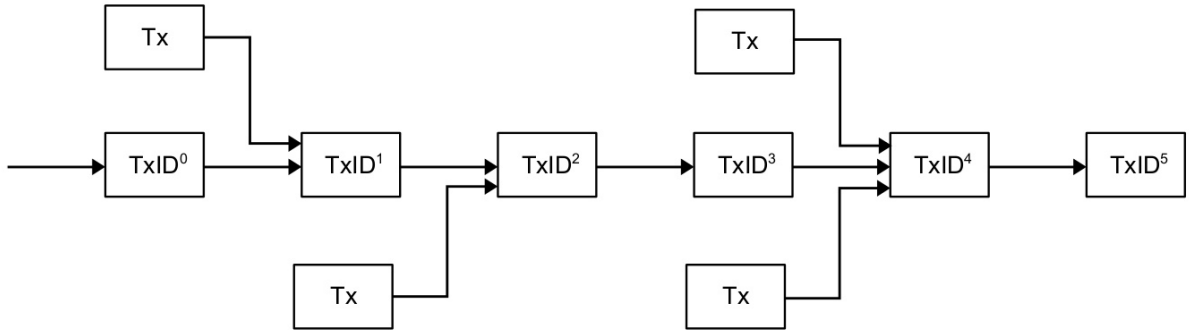 Tx
Tx
TxID⁰
TxID¹
TxID²
TxID³
TxID⁴
TxID⁵
Tx
Tx